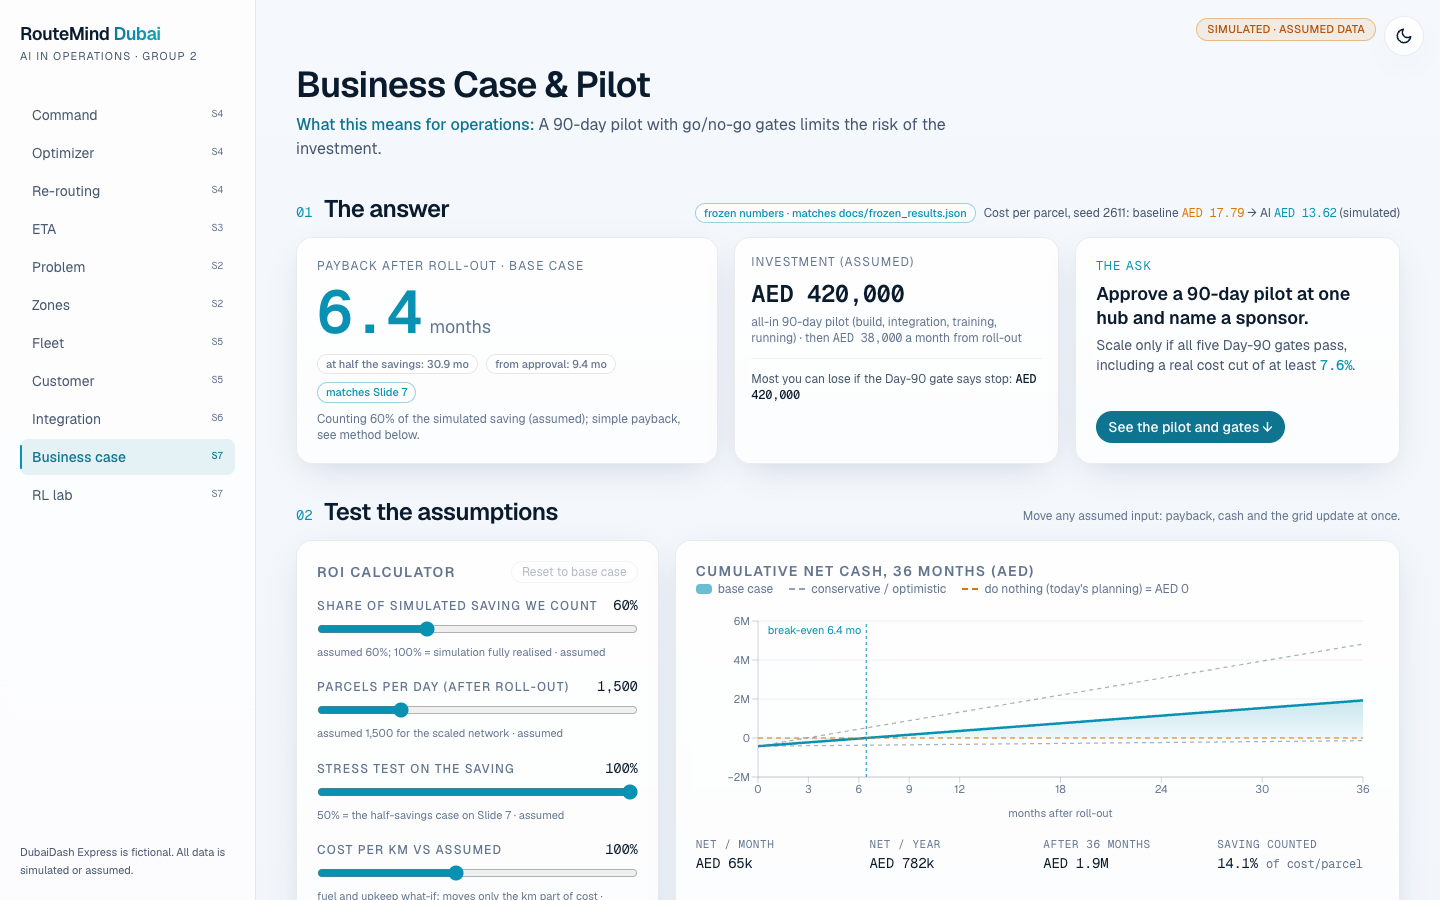 RouteMind Dubai
AI IN OPERATIONS · GROUP 2
Command S4
Optimizer S4
Re-routing S4
ETA S3
Problem S2
Zones S2
Fleet S5
Customer S5
Integration S6
Business case S7
RL lab S7
DubaiDash Express is fictional. All data is
simulated or assumed.
SIMULATED · ASSUMED DATA
Business Case & Pilot
What this means for operations: A 90-day pilot with go/no-go gates limits the risk of the
investment.
01 The answer
frozen numbers · matches docs/frozen_results.json
Cost per parcel, seed 2611: baseline AED 17.79 → AI AED 13.62 (simulated)
PAYBACK AFTER ROLL-OUT · BASE CASE
6.4 months
at half the savings: 30.9 mo
from approval: 9.4 mo
matches Slide 7
Counting 60% of the simulated saving (assumed); simple payback,
see method below.
INVESTMENT (ASSUMED)
AED 420,000
all-in 90-day pilot (build, integration, training,
running) · then AED 38,000 a month from roll-out
Most you can lose if the Day-90 gate says stop: AED
420,000
THE ASK
Approve a 90-day pilot at one
hub and name a sponsor.
Scale only if all five Day-90 gates pass,
including a real cost cut of at least 7.6%.
See the pilot and gates ↓
02 Test the assumptions
Move any assumed input: payback, cash and the grid update at once.
ROI CALCULATOR
Reset to base case
SHARE OF SIMULATED SAVING WE COUNT 60%
assumed 60%; 100% = simulation fully realised · assumed
PARCELS PER DAY (AFTER ROLL-OUT) 1,500
assumed 1,500 for the scaled network · assumed
STRESS TEST ON THE SAVING 100%
50% = the half-savings case on Slide 7 · assumed
COST PER KM VS ASSUMED 100%
fuel and upkeep what-if; moves only the km part of cost ·
CUMULATIVE NET CASH, 36 MONTHS (AED)
base case
conservative / optimistic
do nothing (today's planning) = AED 0
break-even 6.4 mo
6M
4M
2M
0
−2M
0 3 6 9 12 18 24 30 36
months after roll-out
NET / MONTH
AED 65k
NET / YEAR
AED 782k
AFTER 36 MONTHS
AED 1.9M
SAVING COUNTED
14.1% of cost/parcel